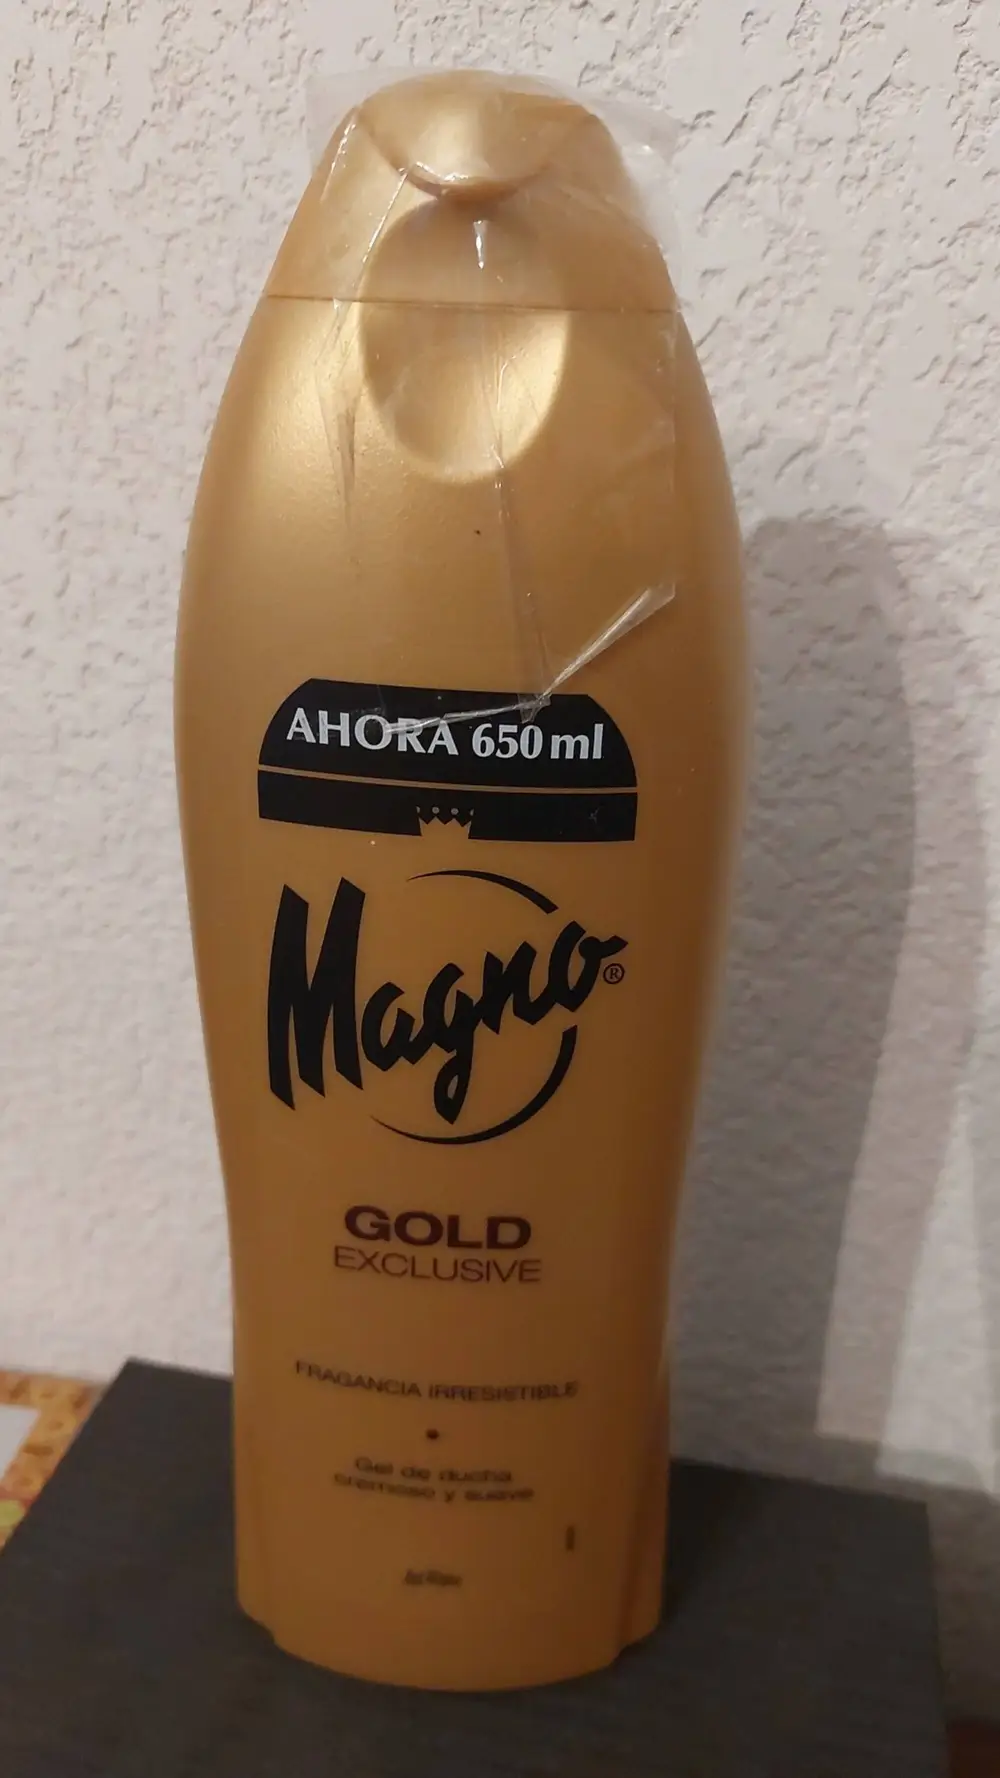 AHORA 650 ml
Magno®
GOLD
EXCLUSIVE
FRAGANCIA IRRESISTIBLE
•
Gel de ducha
cremoso y suave